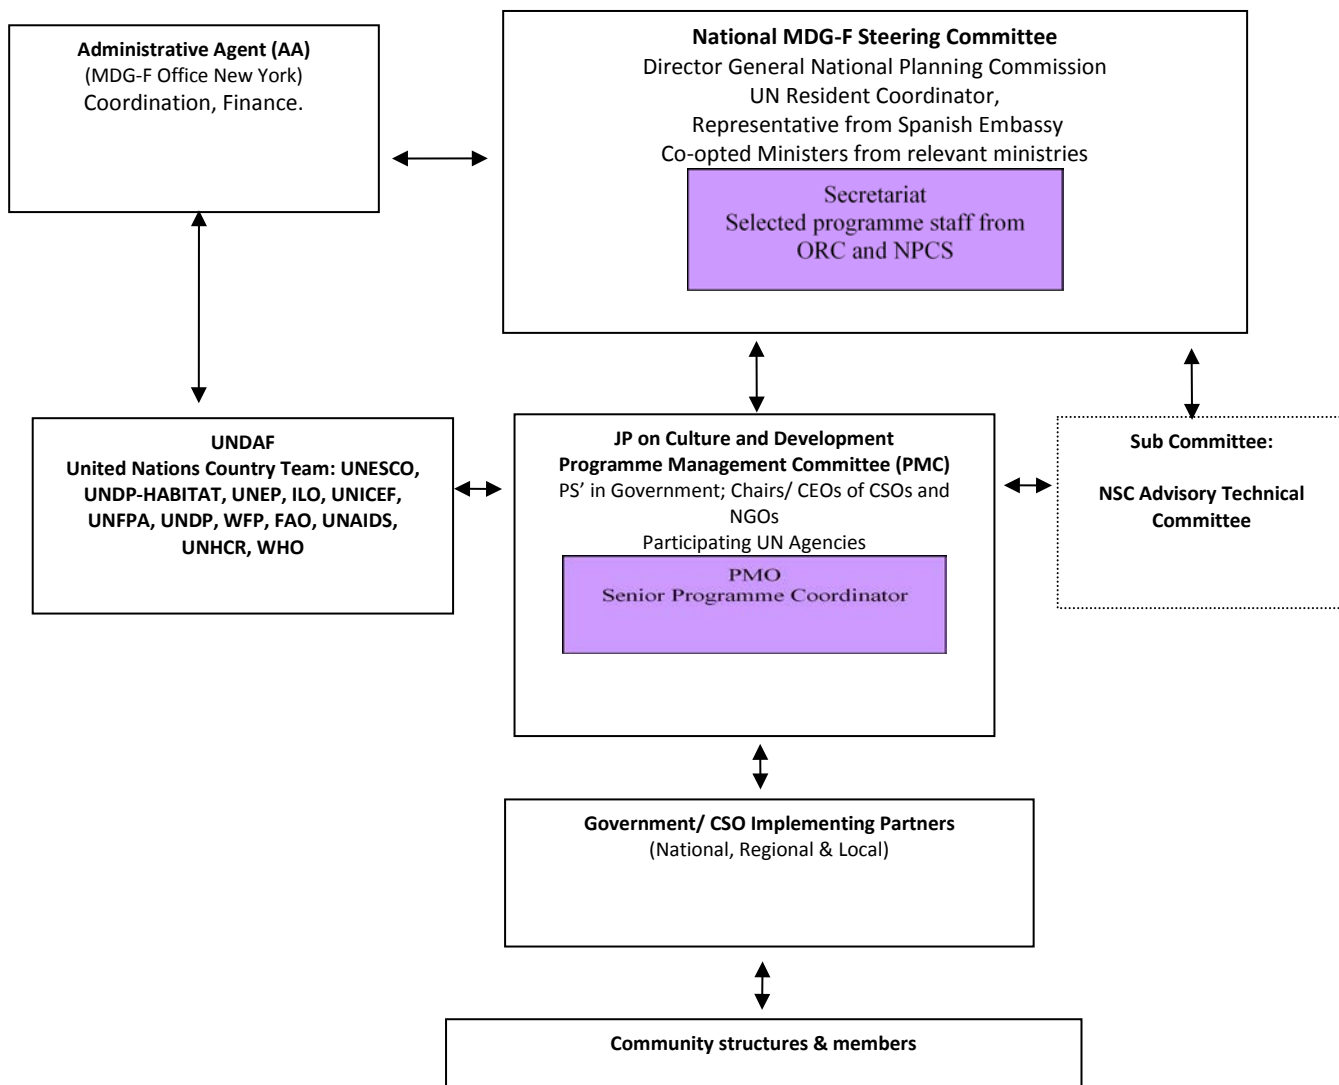 Administrative Agent (AA)
(MDG-F Office New York)
Coordination, Finance.
National MDG-F Steering Committee
Director General National Planning Commission
UN Resident Coordinator,
Representative from Spanish Embassy
Co-opted Ministers from relevant ministries
Secretariat
Selected programme staff from
ORC and NPCS
UNDAF
United Nations Country Team: UNESCO,
UNDP-HABITAT, UNEP, ILO, UNICEF,
UNFPA, UNDP, WFP, FAO, UNAIDS,
UNHCR, WHO
JP on Culture and Development
Programme Management Committee (PMC)
PS’ in Government; Chairs/ CEOs of CSOs and
NGOs
Participating UN Agencies
PMO
Senior Programme Coordinator
Sub Committee:
NSC Advisory Technical
Committee
Government/ CSO Implementing Partners
(National, Regional & Local)
Community structures & members